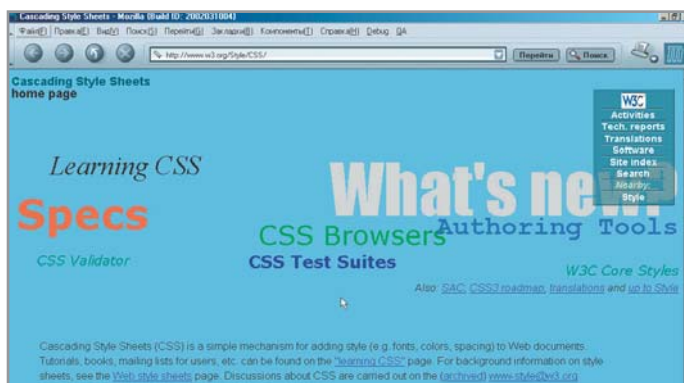 Cascading Style Sheets - Mozilla {Build ID: 2002031004}
Файл(F) Правка(E) Вид(V) Поиск(S) Перейти(G) Закладки(B) Компоненты(T) Справка(H) Debug QA
http://www.w3.org/Style/CSS/ Перейти Поиск
Cascading Style Sheets
home page
W3C
Activities
Tech. reports
Translations
Software
Site index
Search
Nearby:
Style
Learning CSS
What's new?
Specs
Authoring Tools
CSS Browsers
CSS Validator
CSS Test Suites
W3C Core Styles
Also: SAC, CSS3 roadmap, translations and up to Style
Cascading Style Sheets (CSS) is a simple mechanism for adding style (e.g. fonts, colors, spacing) to Web documents.
Tutorials, books, mailing lists for users, etc. can be found on the "learning CSS" page. For background information on style
sheets, see the Web style sheets page. Discussions about CSS are carried out on the (archived) www-style@w3.org